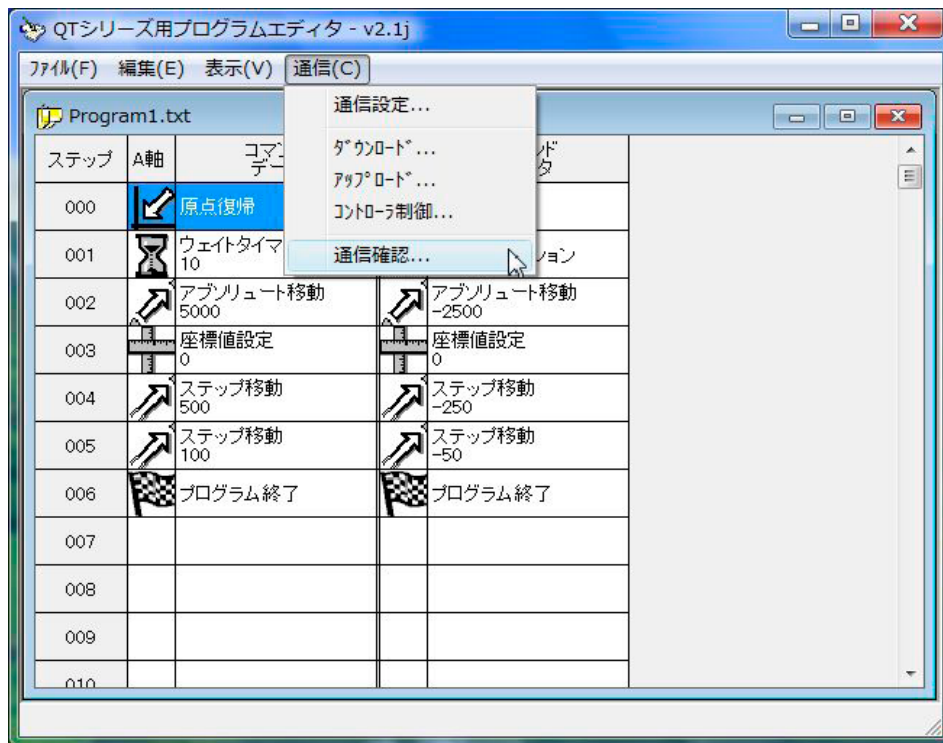 QTシリーズ用プログラムエディタ - v2.1j
ﾌｧｲﾙ(F) 編集(E) 表示(V) 通信(C)
通信設定...
ﾀﾞｳﾝﾛｰﾄﾞ...
ｱｯﾌﾟﾛｰﾄﾞ...
ｺﾝﾄﾛｰﾗ制御...
通信確認...
Program1.txt
ステップ A軸
000 原点復帰
001 ウェイトタイマ
10
002 アブソリュート移動 アブソリュート移動
5000 -2500
003 座標値設定 座標値設定
0 0
004 ステップ移動 ステップ移動
500 -250
005 ステップ移動 ステップ移動
100 -50
006 プログラム終了 プログラム終了
007
008
009
010